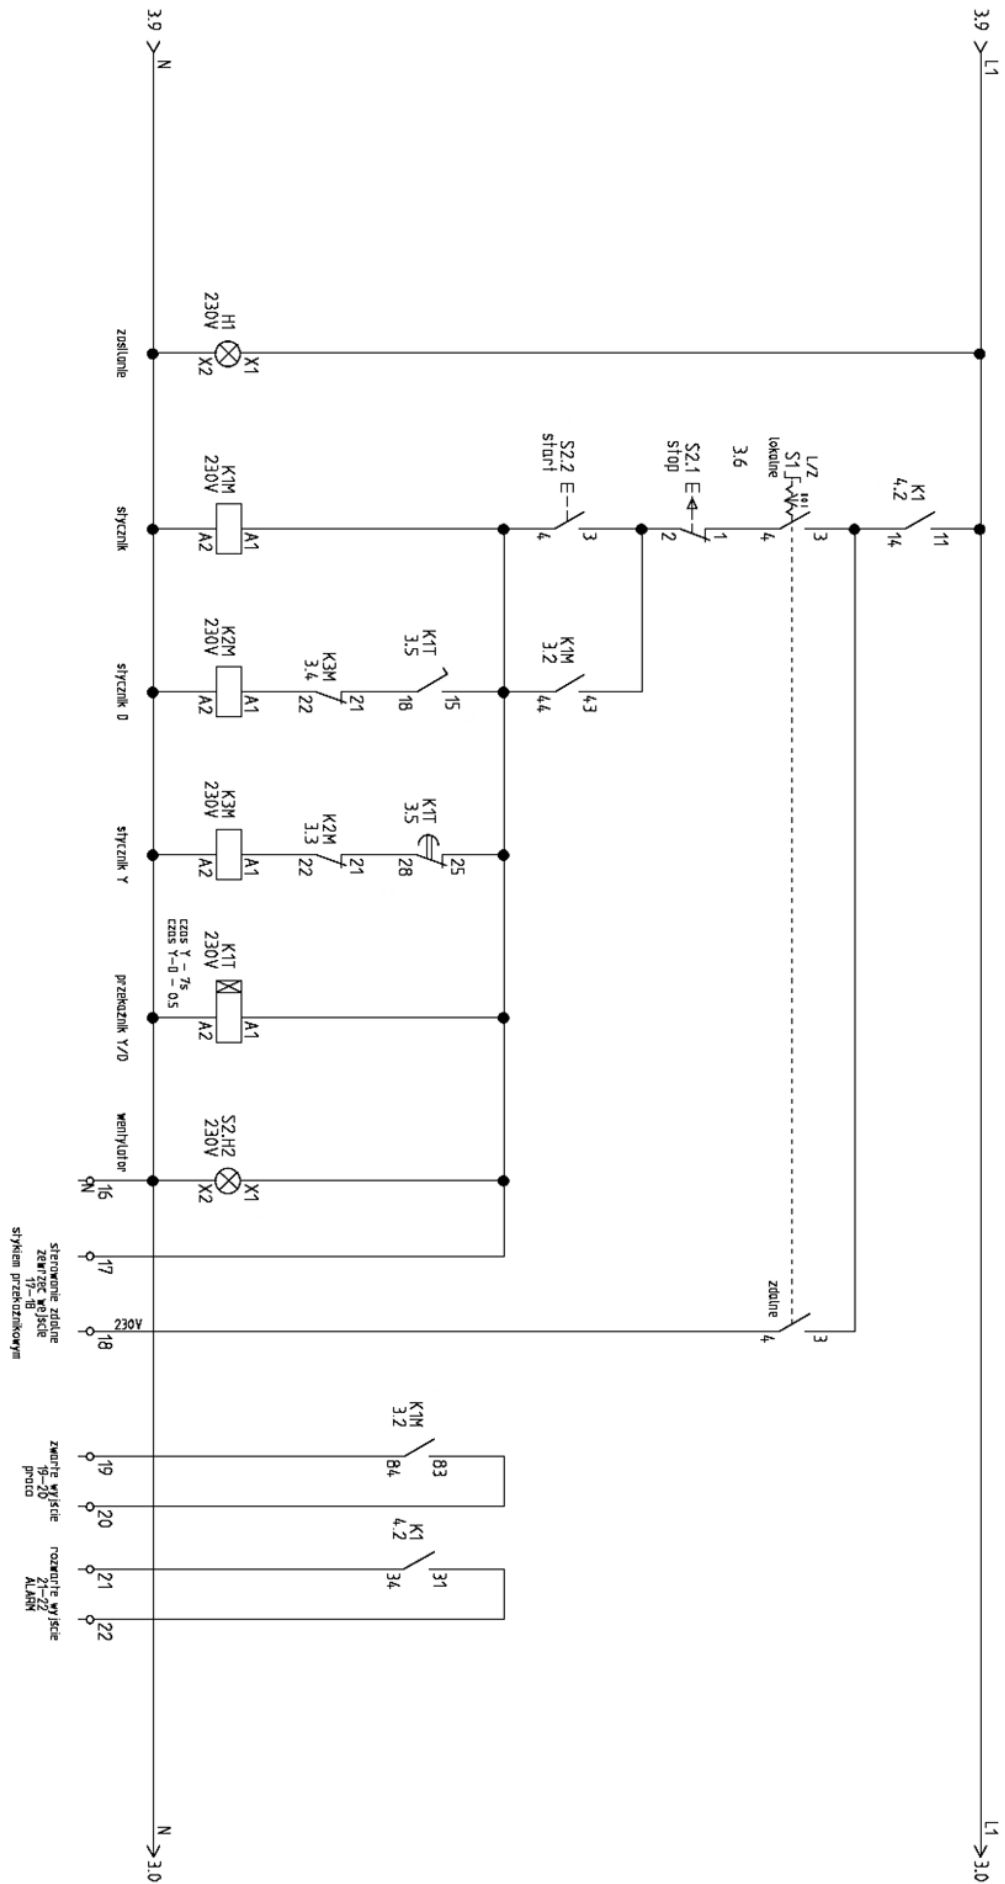 3.9
L1
3.9
N
H1
230V
X1
X2
zasilanie
K1
4.2
11
14
L/Z
S1
lokalne
3
4
3.6
S2.1
stop
1
2
S2.2
start
3
4
K1M
230V
A1
A2
stycznik
K1M
3.2
43
44
K1T
3.5
15
18
K3M
3.4
21
22
K2M
230V
A1
A2
stycznik D
K1T
3.5
25
28
K2M
3.3
21
22
K3M
230V
A1
A2
stycznik Y
K1T
230V
A1
A2
czas Y - 7s
czas Y-D - 0.5
przekaźnik Y/D
S2.H2
230V
X1
X2
wentylator
16
N
17
zdalne
3
4
230V
18
sterowanie zdalne
zewrzeć wejście
17-18
stykiem przekaźnikowym
K1M
3.2
83
84
19
20
zwarte wyjście
19-20
praca
K1
4.2
31
34
21
22
rozwarte wyjście
21-22
ALARM
L1
3.0
N
3.0